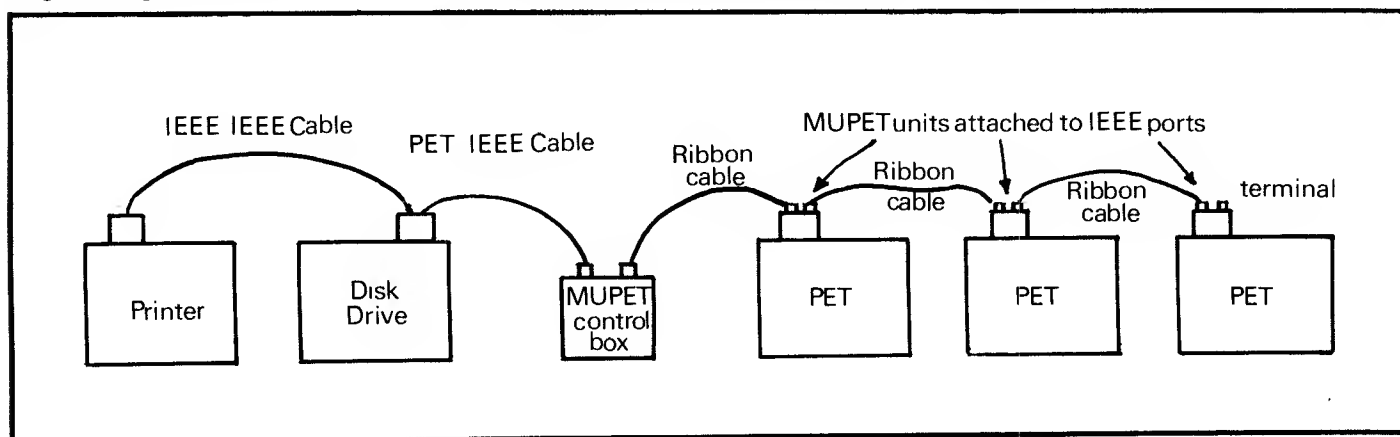 IEEE IEEE Cable
PET IEEE Cable
Ribbon
cable
MUPET units attached to IEEE ports
Ribbon
cable
Ribbon
cable
terminal
Printer
Disk
Drive
MUPET
control
box
PET
PET
PET